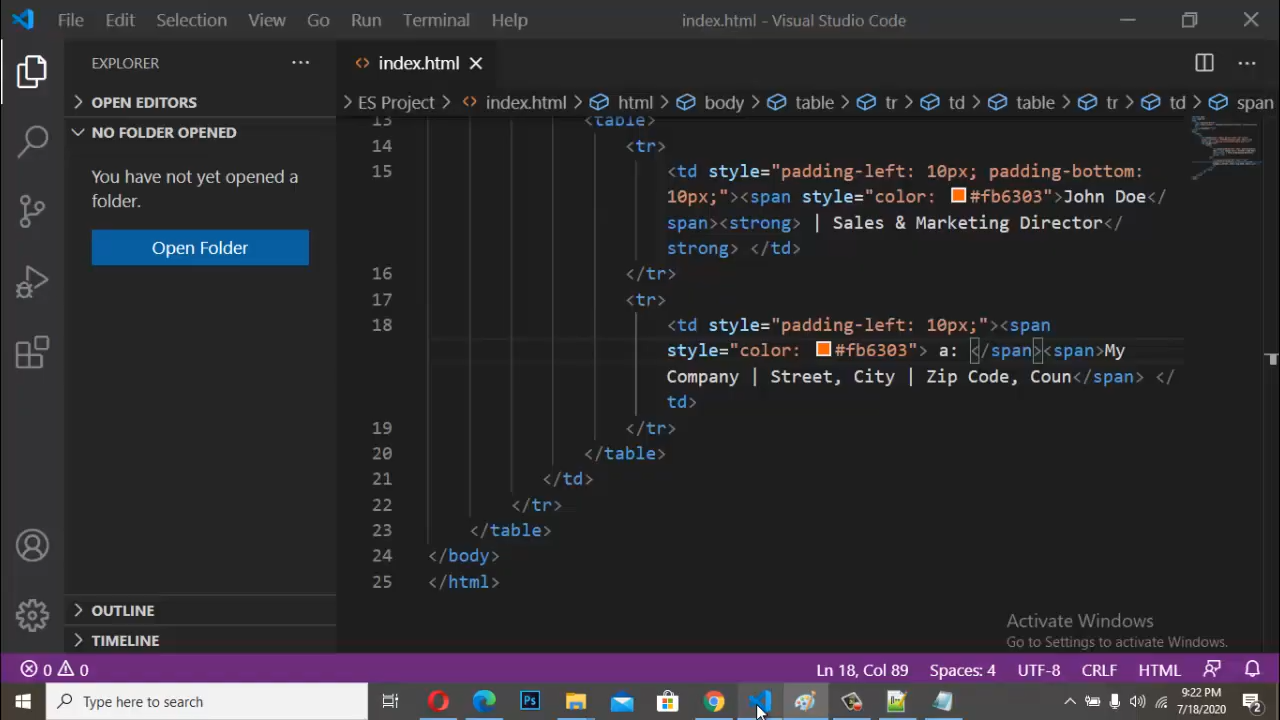 File Edit Selection View Go Run Terminal Help index.html - Visual Studio Code
EXPLORER
index.html
OPEN EDITORS
ES Project index.html html body table tr td table tr td span
NO FOLDER OPENED
You have not yet opened a
folder.
Open Folder
13 <table>
14 <tr>
15 <td style="padding-left: 10px; padding-bottom:
10px;"><span style="color: #fb6303">John Doe</
span><strong> | Sales & Marketing Director</
strong> </td>
16 </tr>
17 <tr>
18 <td style="padding-left: 10px;"><span
style="color: #fb6303"> a: </span><span>My
Company | Street, City | Zip Code, Coun</span> </
td>
19 </tr>
20 </table>
21 </td>
22 </tr>
23 </table>
24 </body>
25 </html>
OUTLINE
TIMELINE
Activate Windows
Go to Settings to activate Windows.
0 0
Ln 18, Col 89 Spaces: 4 UTF-8 CRLF HTML
Type here to search
Ps
9:22 PM
7/18/2020
2